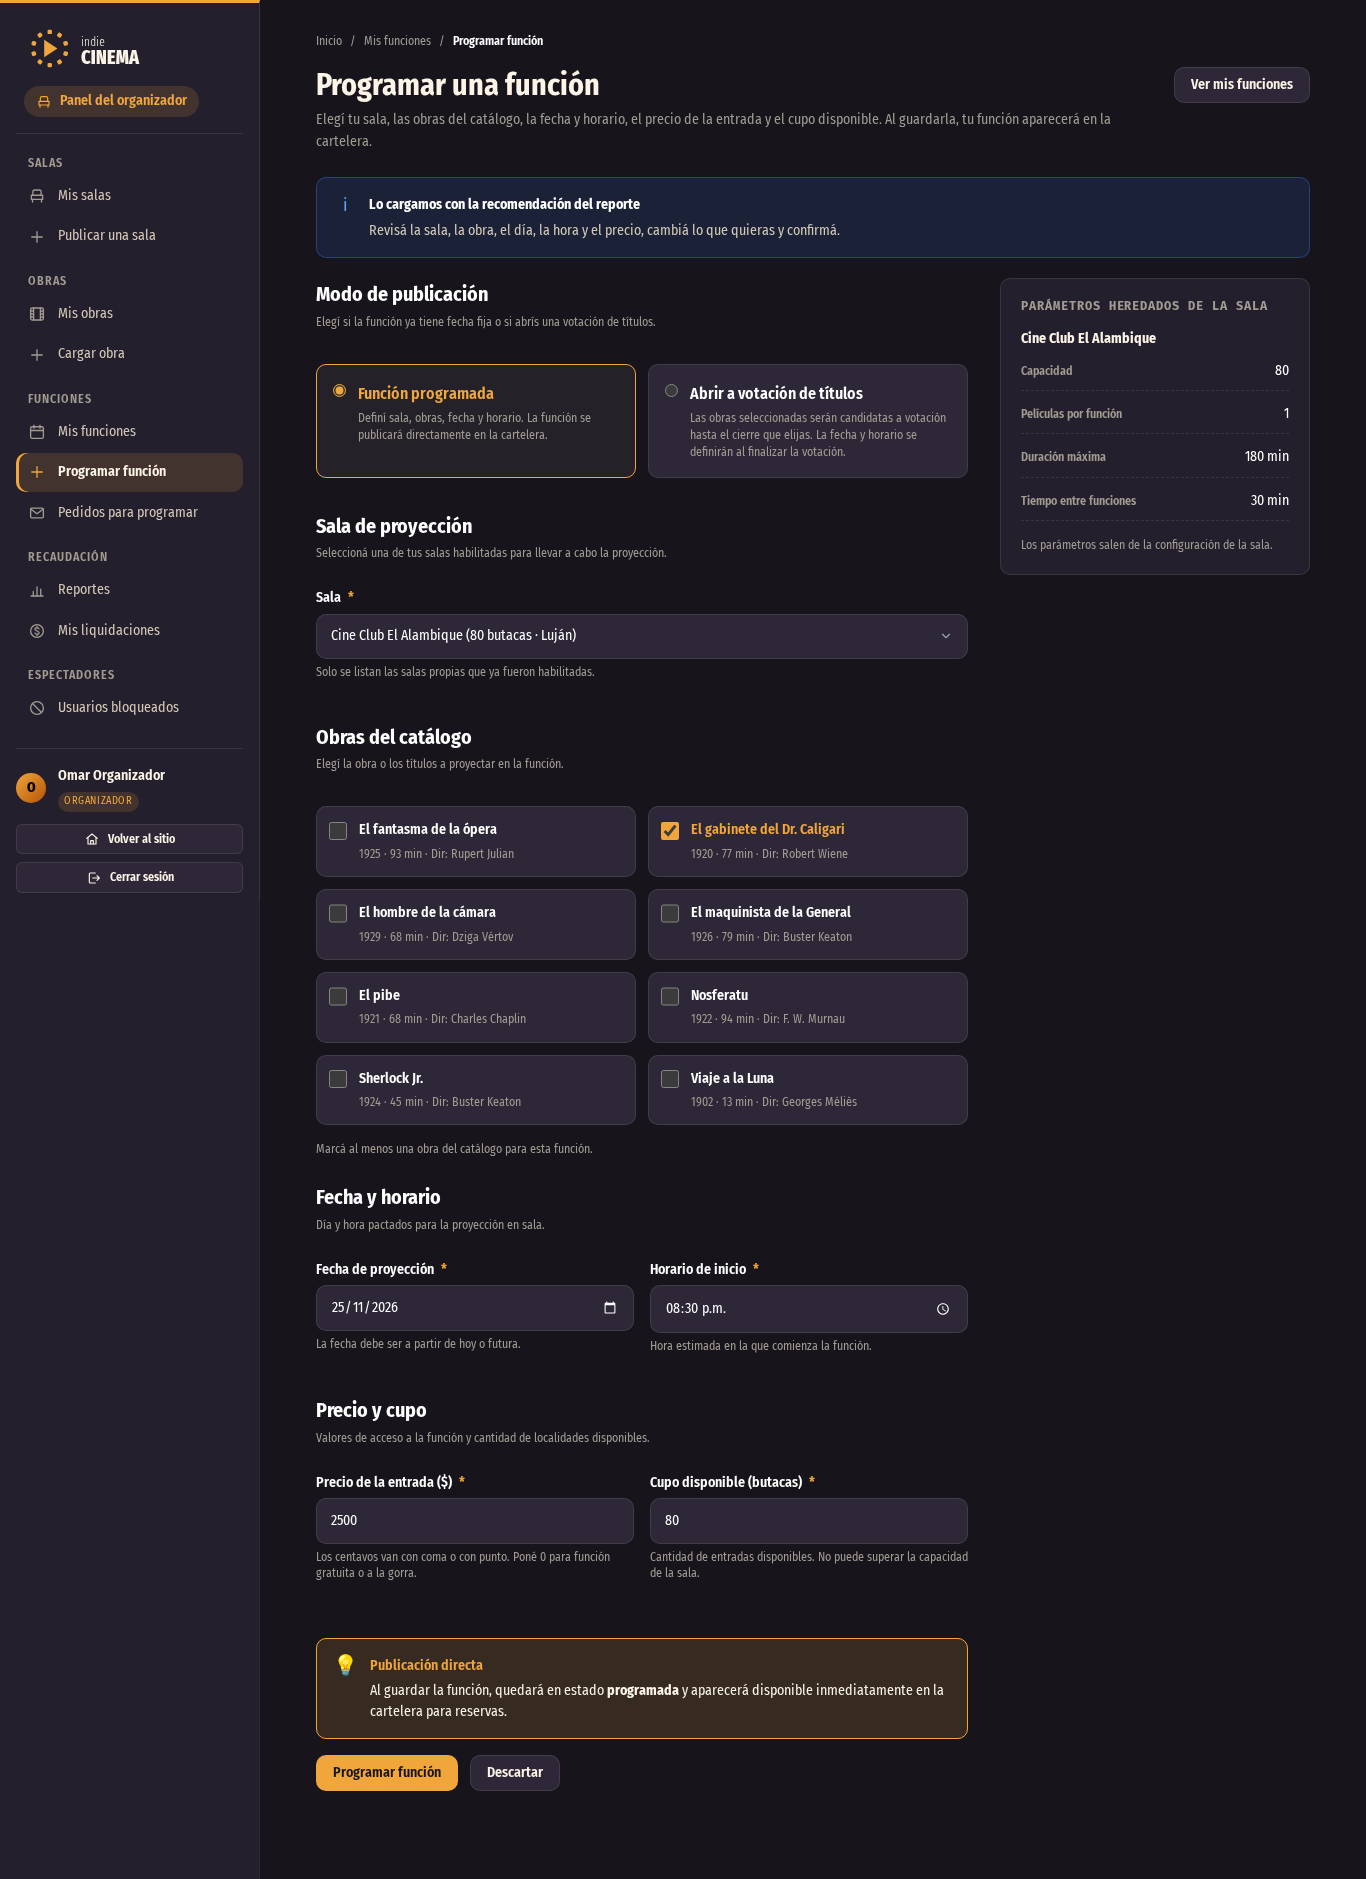 indie
CINEMA
Panel del organizador
SALAS
Mis salas
Publicar una sala
OBRAS
Mis obras
Cargar obra
FUNCIONES
Mis funciones
Programar función
Pedidos para programar
RECAUDACIÓN
Reportes
Mis liquidaciones
ESPECTADORES
Usuarios bloqueados
O
Omar Organizador
ORGANIZADOR
Volver al sitio
Cerrar sesión
Inicio / Mis funciones / Programar función
Programar una función
Ver mis funciones
Elegí tu sala, las obras del catálogo, la fecha y horario, el precio de la entrada y el cupo disponible. Al guardarla, tu función aparecerá en la
cartelera.
i
Lo cargamos con la recomendación del reporte
Revisá la sala, la obra, el día, la hora y el precio, cambiá lo que quieras y confirmá.
Modo de publicación
Elegí si la función ya tiene fecha fija o si abrís una votación de títulos.
Función programada
Definí sala, obras, fecha y horario. La función se
publicará directamente en la cartelera.
Abrir a votación de títulos
Las obras seleccionadas serán candidatas a votación
hasta el cierre que elijas. La fecha y horario se
definirán al finalizar la votación.
Sala de proyección
Seleccioná una de tus salas habilitadas para llevar a cabo la proyección.
Sala *
Cine Club El Alambique (80 butacas · Luján)
Solo se listan las salas propias que ya fueron habilitadas.
Obras del catálogo
Elegí la obra o los títulos a proyectar en la función.
El fantasma de la ópera
1925 · 93 min · Dir: Rupert Julian
El gabinete del Dr. Caligari
1920 · 77 min · Dir: Robert Wiene
El hombre de la cámara
1929 · 68 min · Dir: Dziga Vértov
El maquinista de la General
1926 · 79 min · Dir: Buster Keaton
El pibe
1921 · 68 min · Dir: Charles Chaplin
Nosferatu
1922 · 94 min · Dir: F. W. Murnau
Sherlock Jr.
1924 · 45 min · Dir: Buster Keaton
Viaje a la Luna
1902 · 13 min · Dir: Georges Méliès
Marcá al menos una obra del catálogo para esta función.
Fecha y horario
Día y hora pactados para la proyección en sala.
Fecha de proyección *
25/11/2026
La fecha debe ser a partir de hoy o futura.
Horario de inicio *
08:30 p.m.
Hora estimada en la que comienza la función.
Precio y cupo
Valores de acceso a la función y cantidad de localidades disponibles.
Precio de la entrada ($) *
2500
Los centavos van con coma o con punto. Poné 0 para función
gratuita o a la gorra.
Cupo disponible (butacas) *
80
Cantidad de entradas disponibles. No puede superar la capacidad
de la sala.
Publicación directa
Al guardar la función, quedará en estado programada y aparecerá disponible inmediatamente en la
cartelera para reservas.
Programar función
Descartar
PARÁMETROS HEREDADOS DE LA SALA
Cine Club El Alambique
Capacidad 80
Películas por función 1
Duración máxima 180 min
Tiempo entre funciones 30 min
Los parámetros salen de la configuración de la sala.